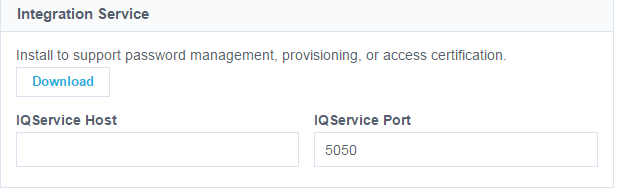 Integration Service
Install to support password management, provisioning, or access certification.
Download
IQService Host
IQService Port
5050